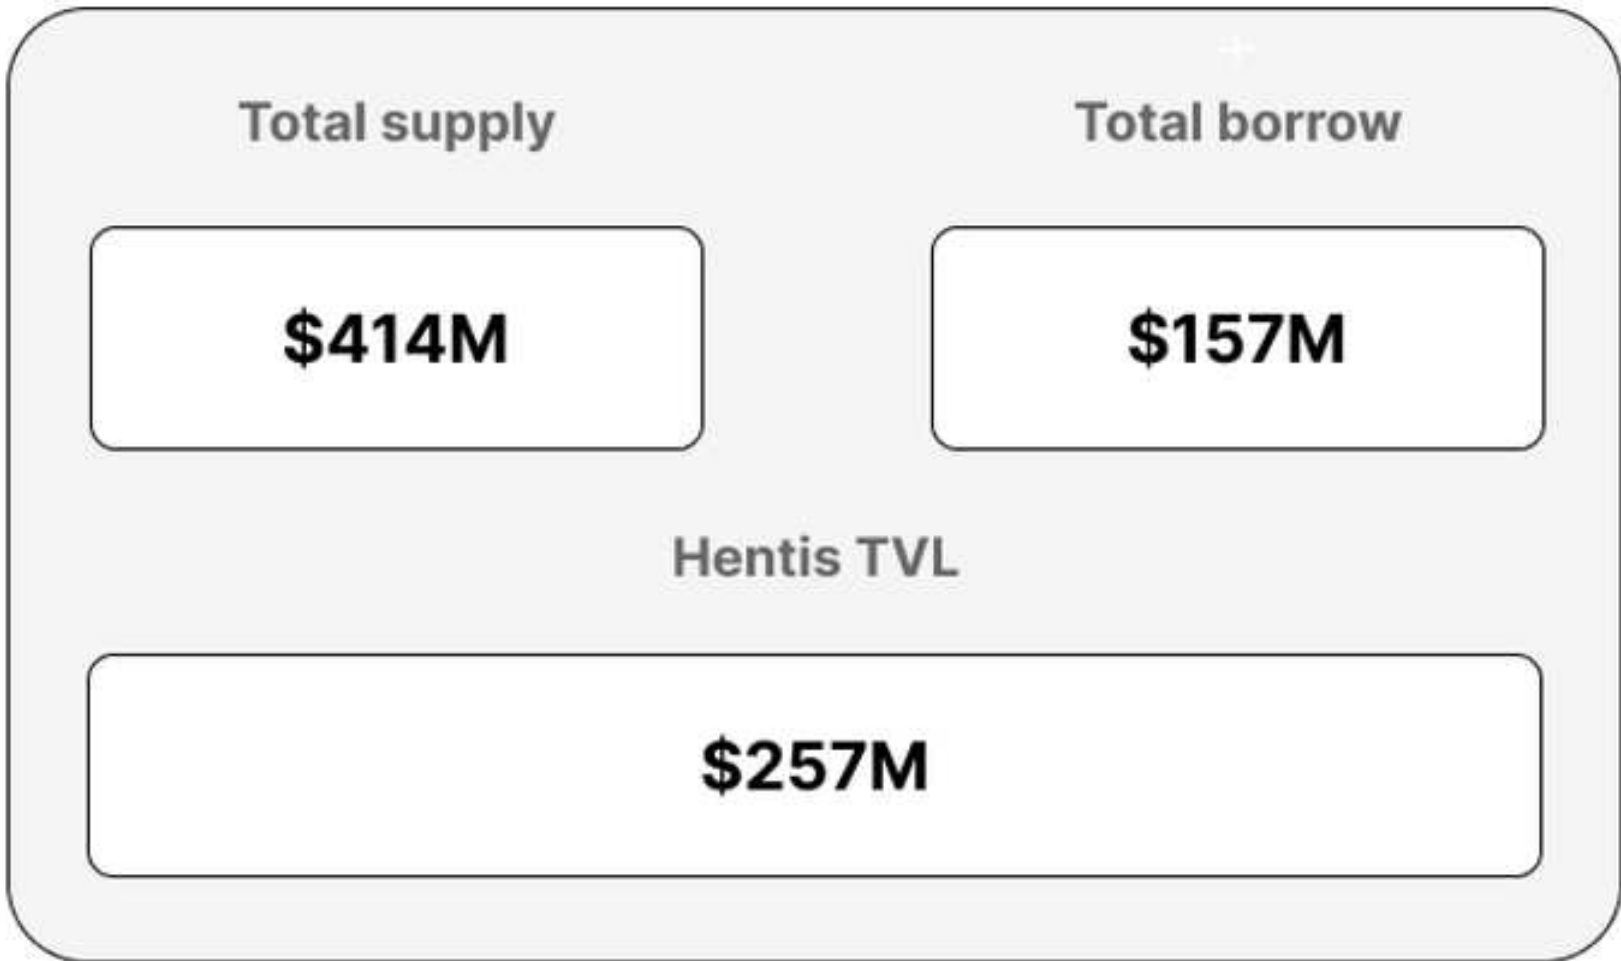 Total supply
Total borrow
$414M
$157M
Hentis TVL
$257M